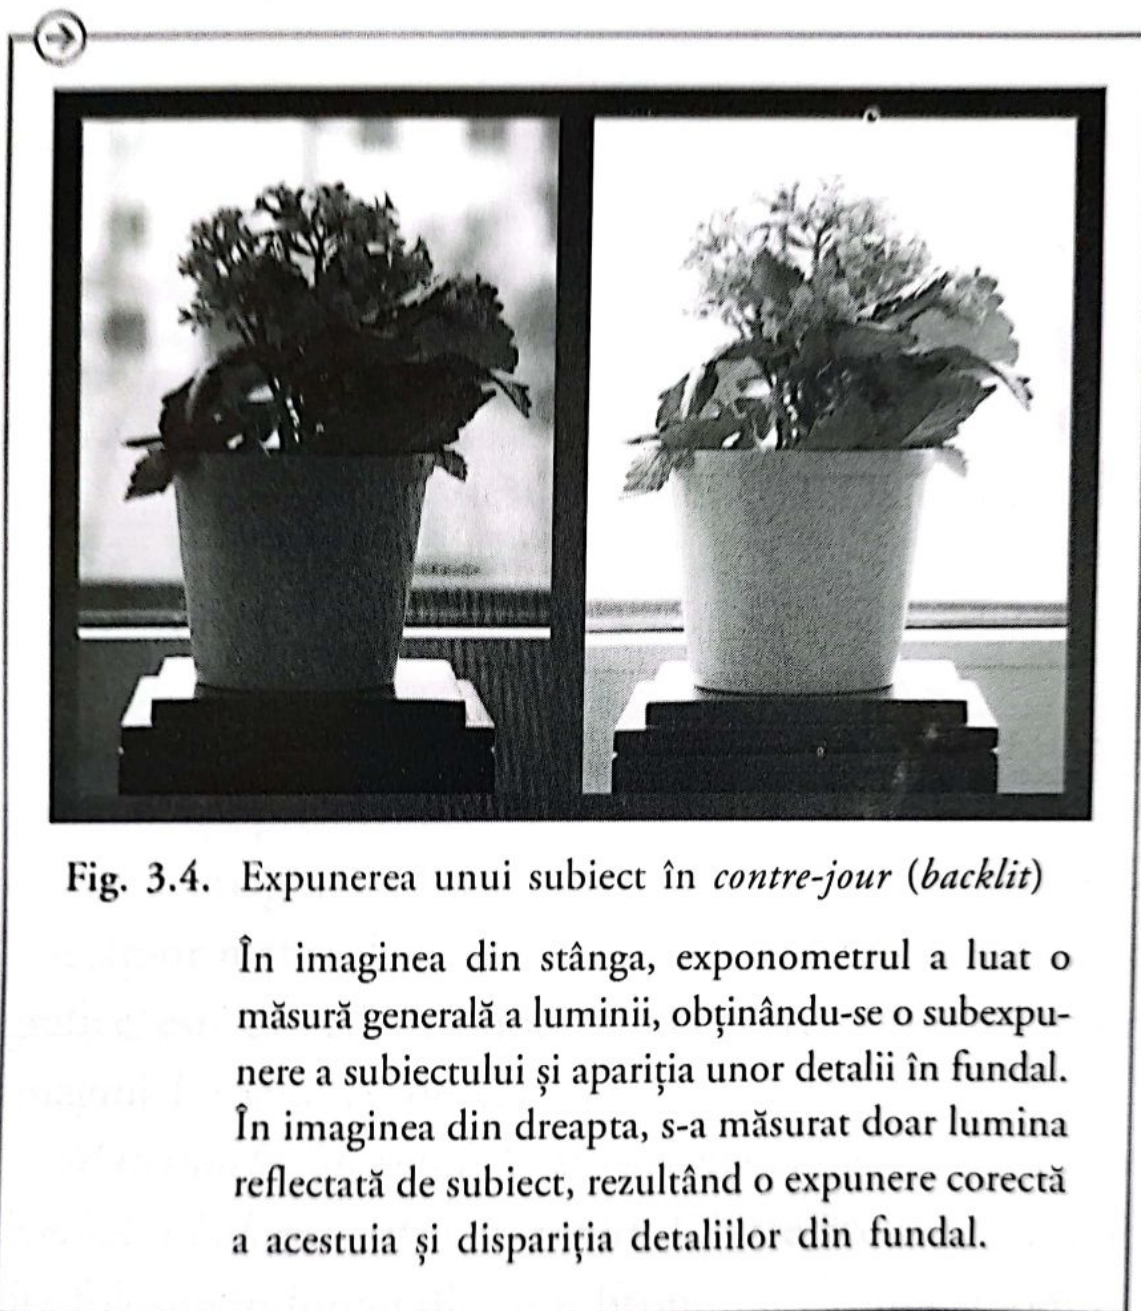 Fig. 3.4. Expunerea unui subiect în contre-jour (backlit)
În imaginea din stânga, exponometrul a luat o
măsură generală a luminii, obținându-se o subexpu-
nere a subiectului și apariția unor detalii în fundal.
În imaginea din dreapta, s-a măsurat doar lumina
reflectată de subiect, rezultând o expunere corectă
a acestuia și dispariția detaliilor din fundal.